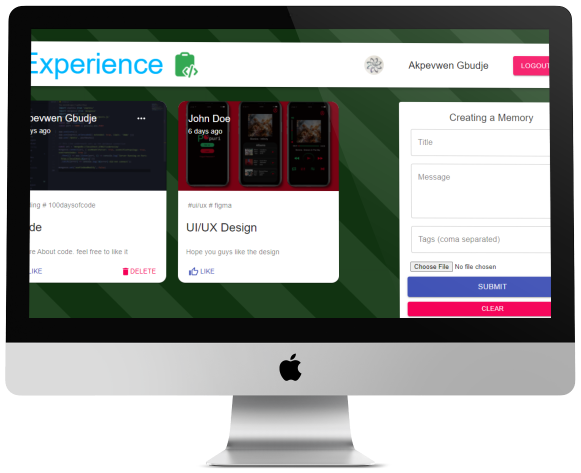 Experience
Akpevwen Gbudje
LOGOUT
pevwen Gbudje
ys ago
John Doe
6 days ago
ding # 100daysofcode
#ui/ux # figma
de
UI/UX Design
re About code. feel free to like it
Hope you guys like the design
LIKE
DELETE
LIKE
Creating a Memory
Title
Message
Tags (coma separated)
Choose File No file chosen
SUBMIT
CLEAR